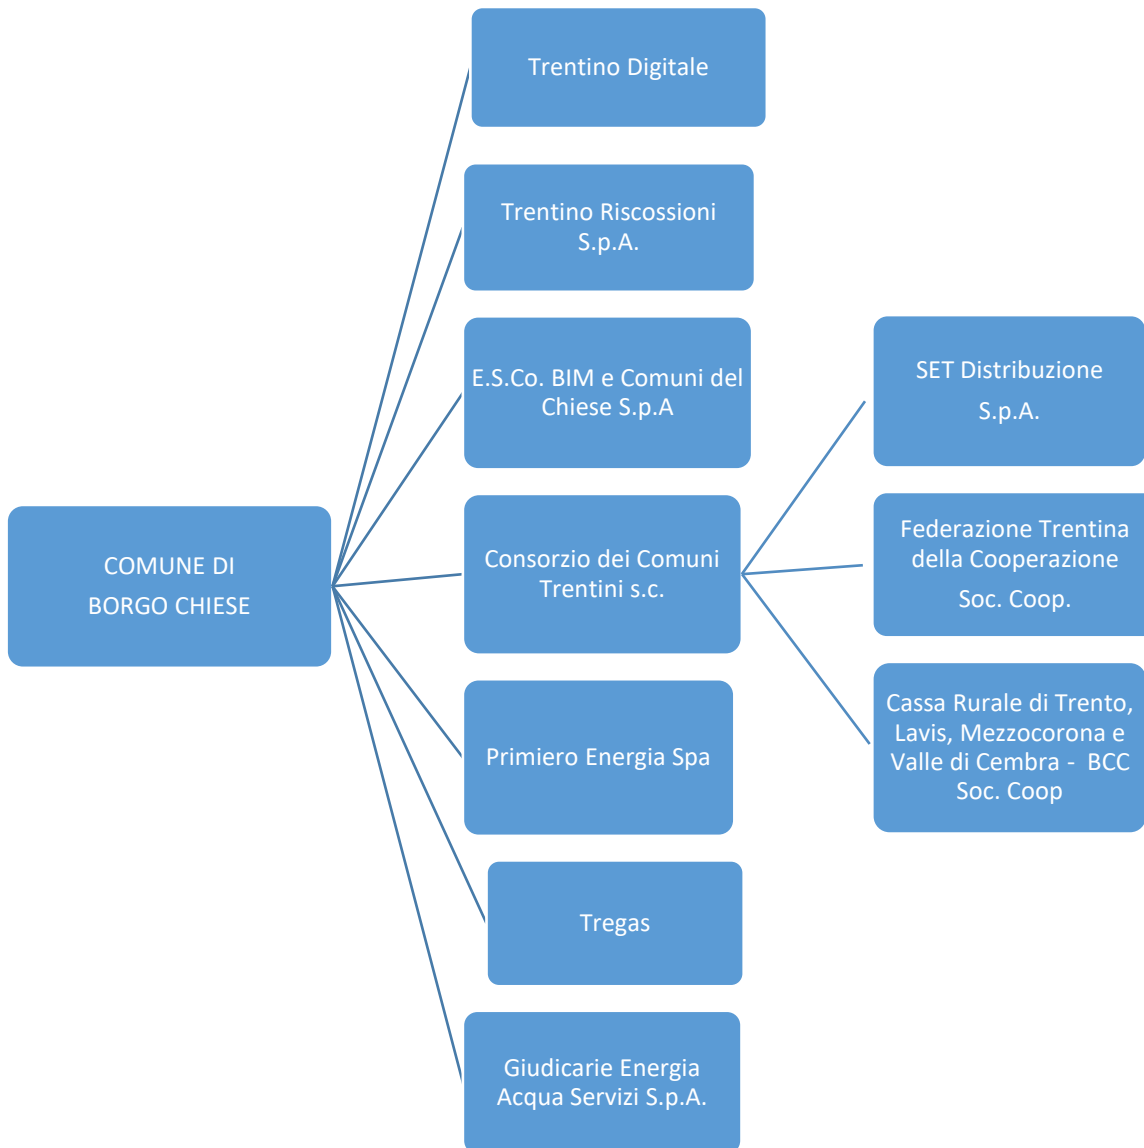 Trentino Digitale
Trentino Riscossioni
S.p.A.
E.S.Co. BIM e Comuni del
Chiese S.p.A
COMUNE DI
BORGO CHIESE
Consorzio dei Comuni
Trentini s.c.
Primiero Energia Spa
Tregas
Giudicarie Energia
Acqua Servizi S.p.A.
SET Distribuzione
S.p.A.
Federazione Trentina
della Cooperazione
Soc. Coop.
Cassa Rurale di Trento,
Lavis, Mezzocorona e
Valle di Cembra - BCC
Soc. Coop